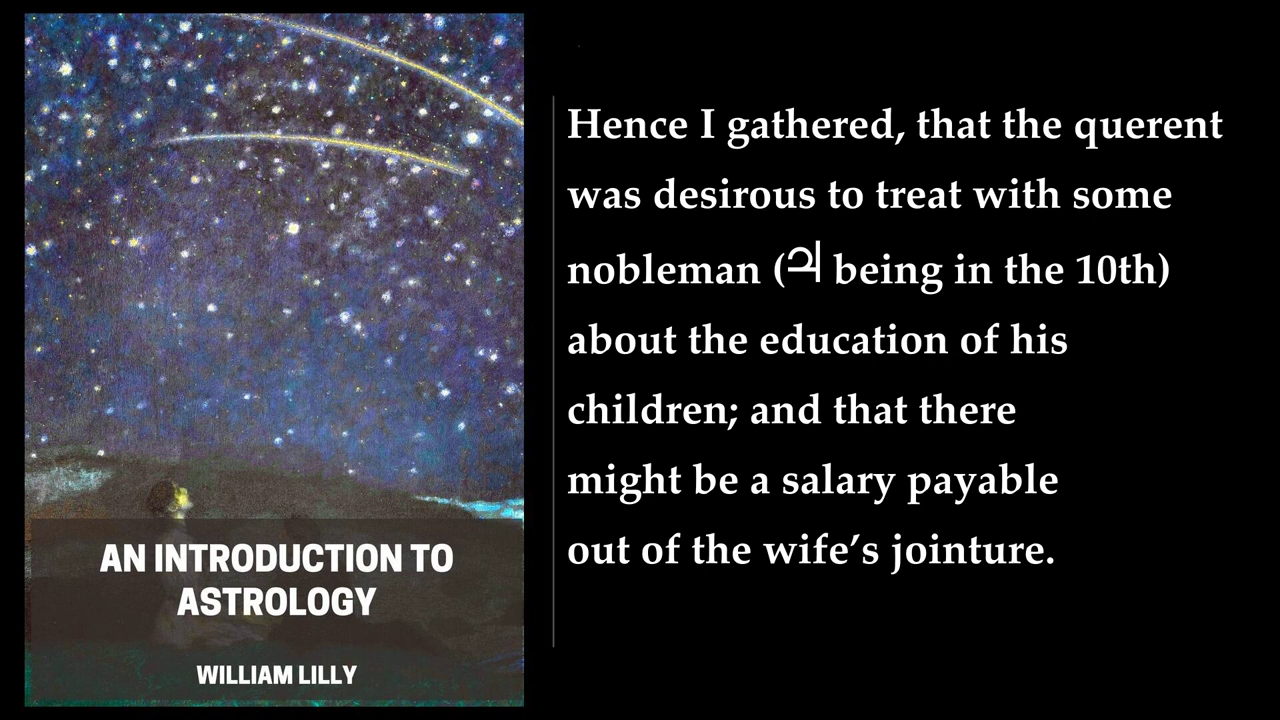 AN INTRODUCTION TO
ASTROLOGY
WILLIAM LILLY
Hence I gathered, that the querent
was desirous to treat with some
nobleman (♃ being in the 10th)
about the education of his
children; and that there
might be a salary payable
out of the wife’s jointure.